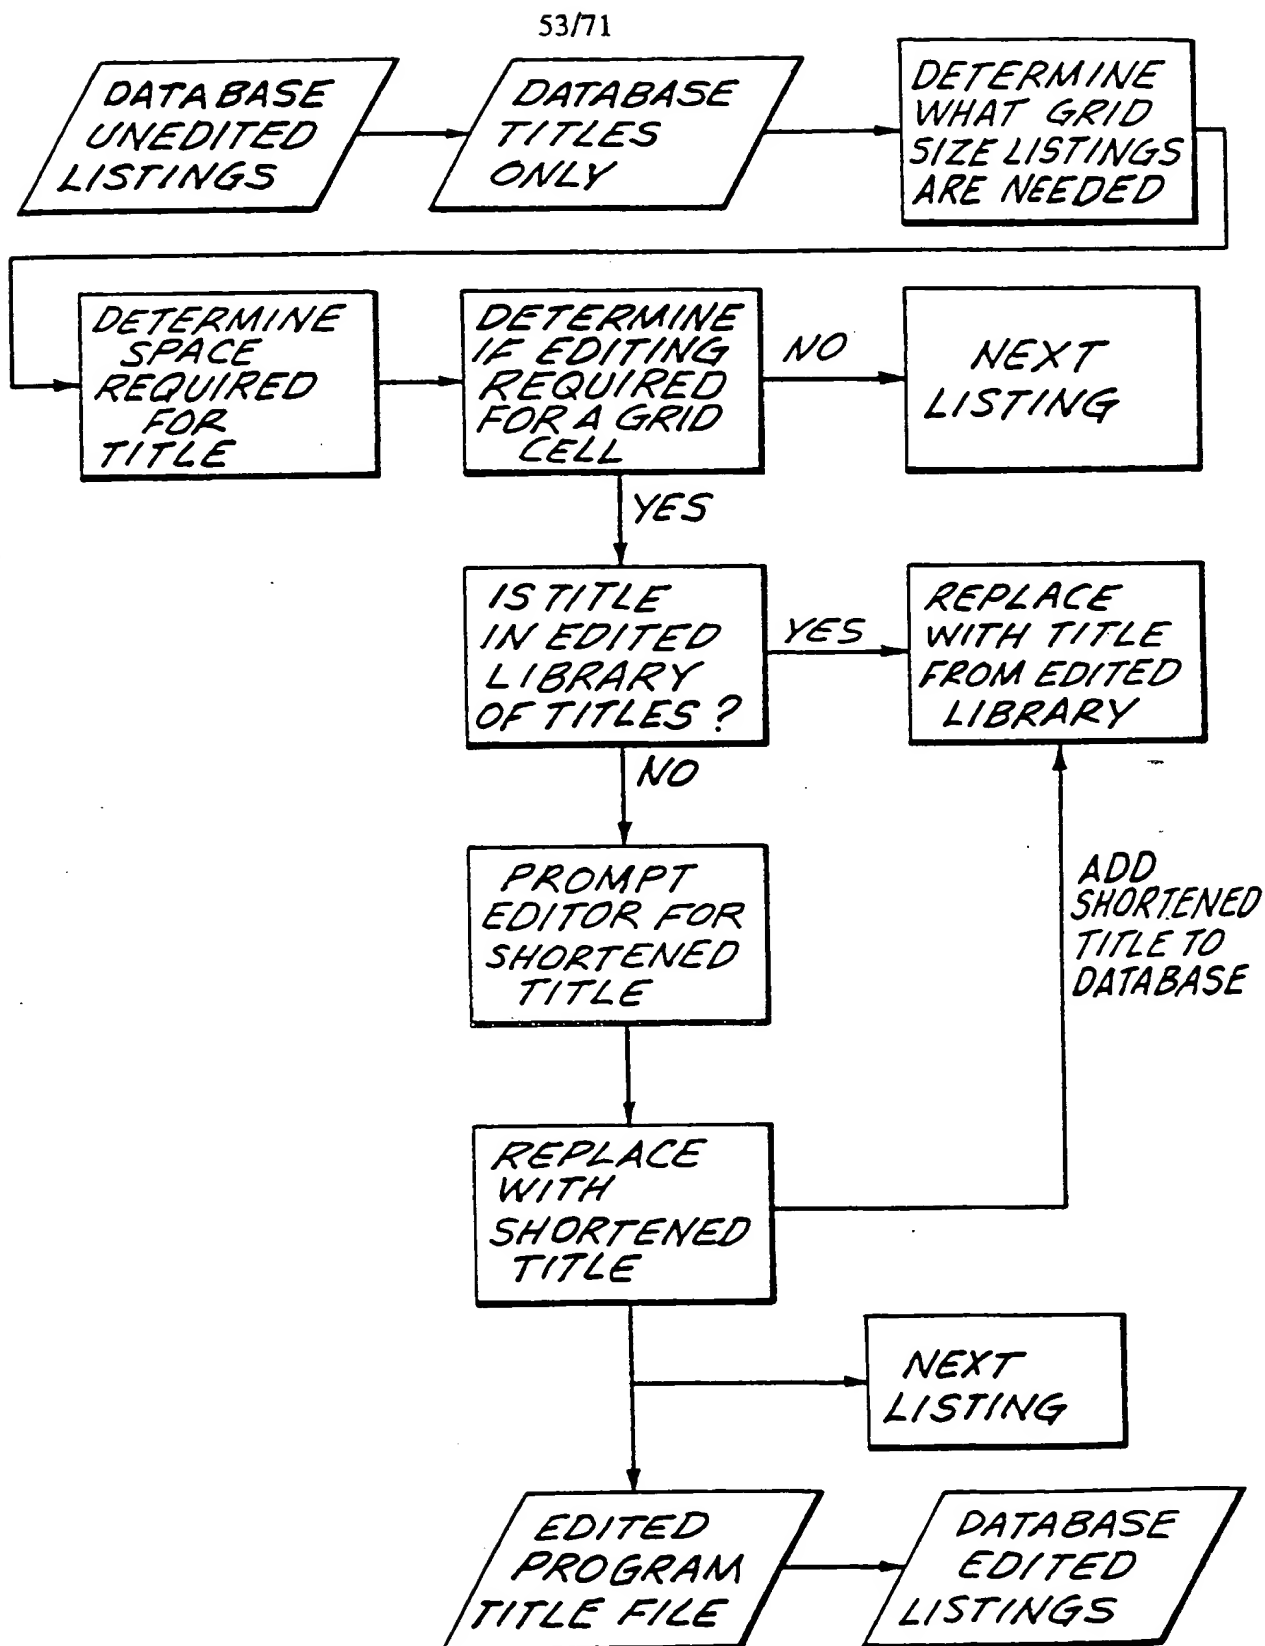 53/71
DATABASE
UNEDITED
LISTINGS
DATABASE
TITLES
ONLY
DETERMINE
WHAT GRID
SIZE LISTINGS
ARE NEEDED
DETERMINE
SPACE
REQUIRED
FOR
TITLE
DETERMINE
IF EDITING
REQUIRED
FOR A GRID
CELL
NO
NEXT
LISTING
YES
IS TITLE
IN EDITED
LIBRARY
OF TITLES?
YES
REPLACE
WITH TITLE
FROM EDITED
LIBRARY
NO
PROMPT
EDITOR FOR
SHORTENED
TITLE
ADD
SHORTENED
TITLE TO
DATABASE
REPLACE
WITH
SHORTENED
TITLE
NEXT
LISTING
EDITED
PROGRAM
TITLE FILE
DATABASE
EDITED
LISTINGS